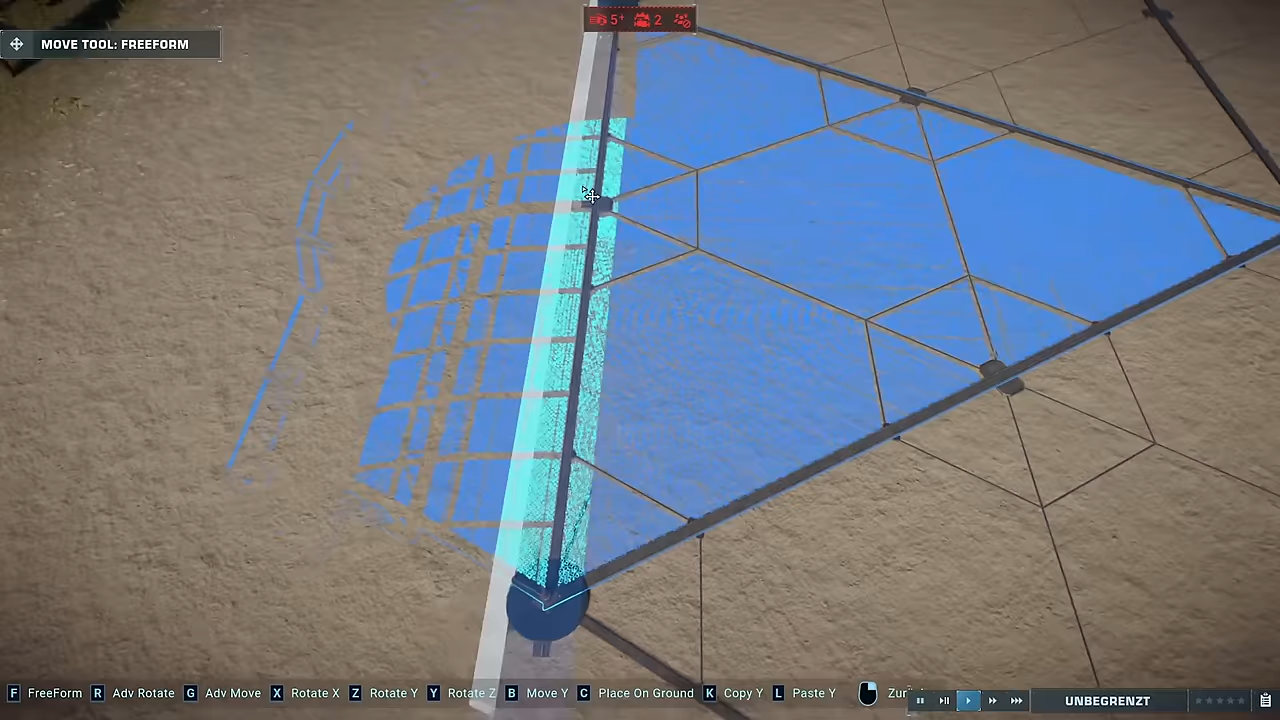 5+ 2
MOVE TOOL: FREEFORM
F FreeForm R Adv Rotate G Adv Move X Rotate X Z Rotate Y Y Rotate Z B Move Y C Place On Ground K Copy Y L Paste Y
UNBEGRENZT